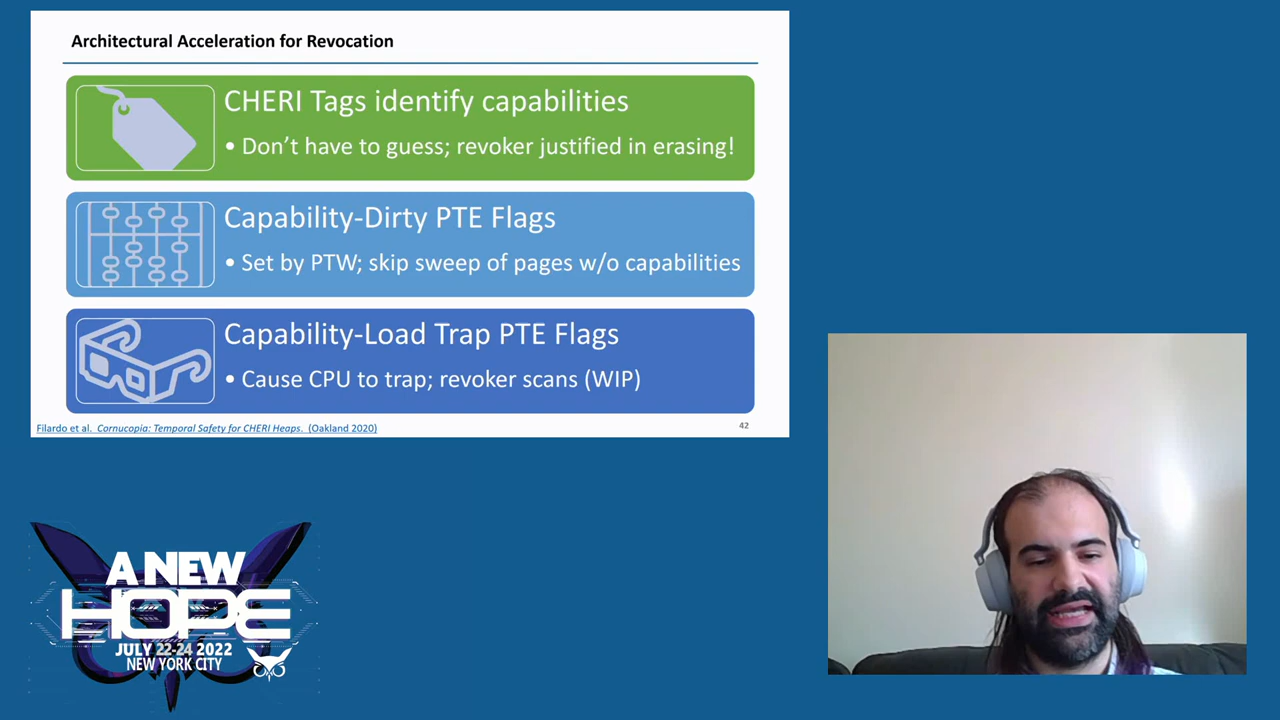 Architectural Acceleration for Revocation
CHERI Tags identify capabilities
• Don't have to guess; revoker justified in erasing!
Capability-Dirty PTE Flags
• Set by PTW; skip sweep of pages w/o capabilities
Capability-Load Trap PTE Flags
• Cause CPU to trap; revoker scans (WIP)
Filardo et al. Cornucopia: Temporal Safety for CHERI Heaps. (Oakland 2020)
42
A NEW
HOPE
JULY 22-24 2022
NEW YORK CITY